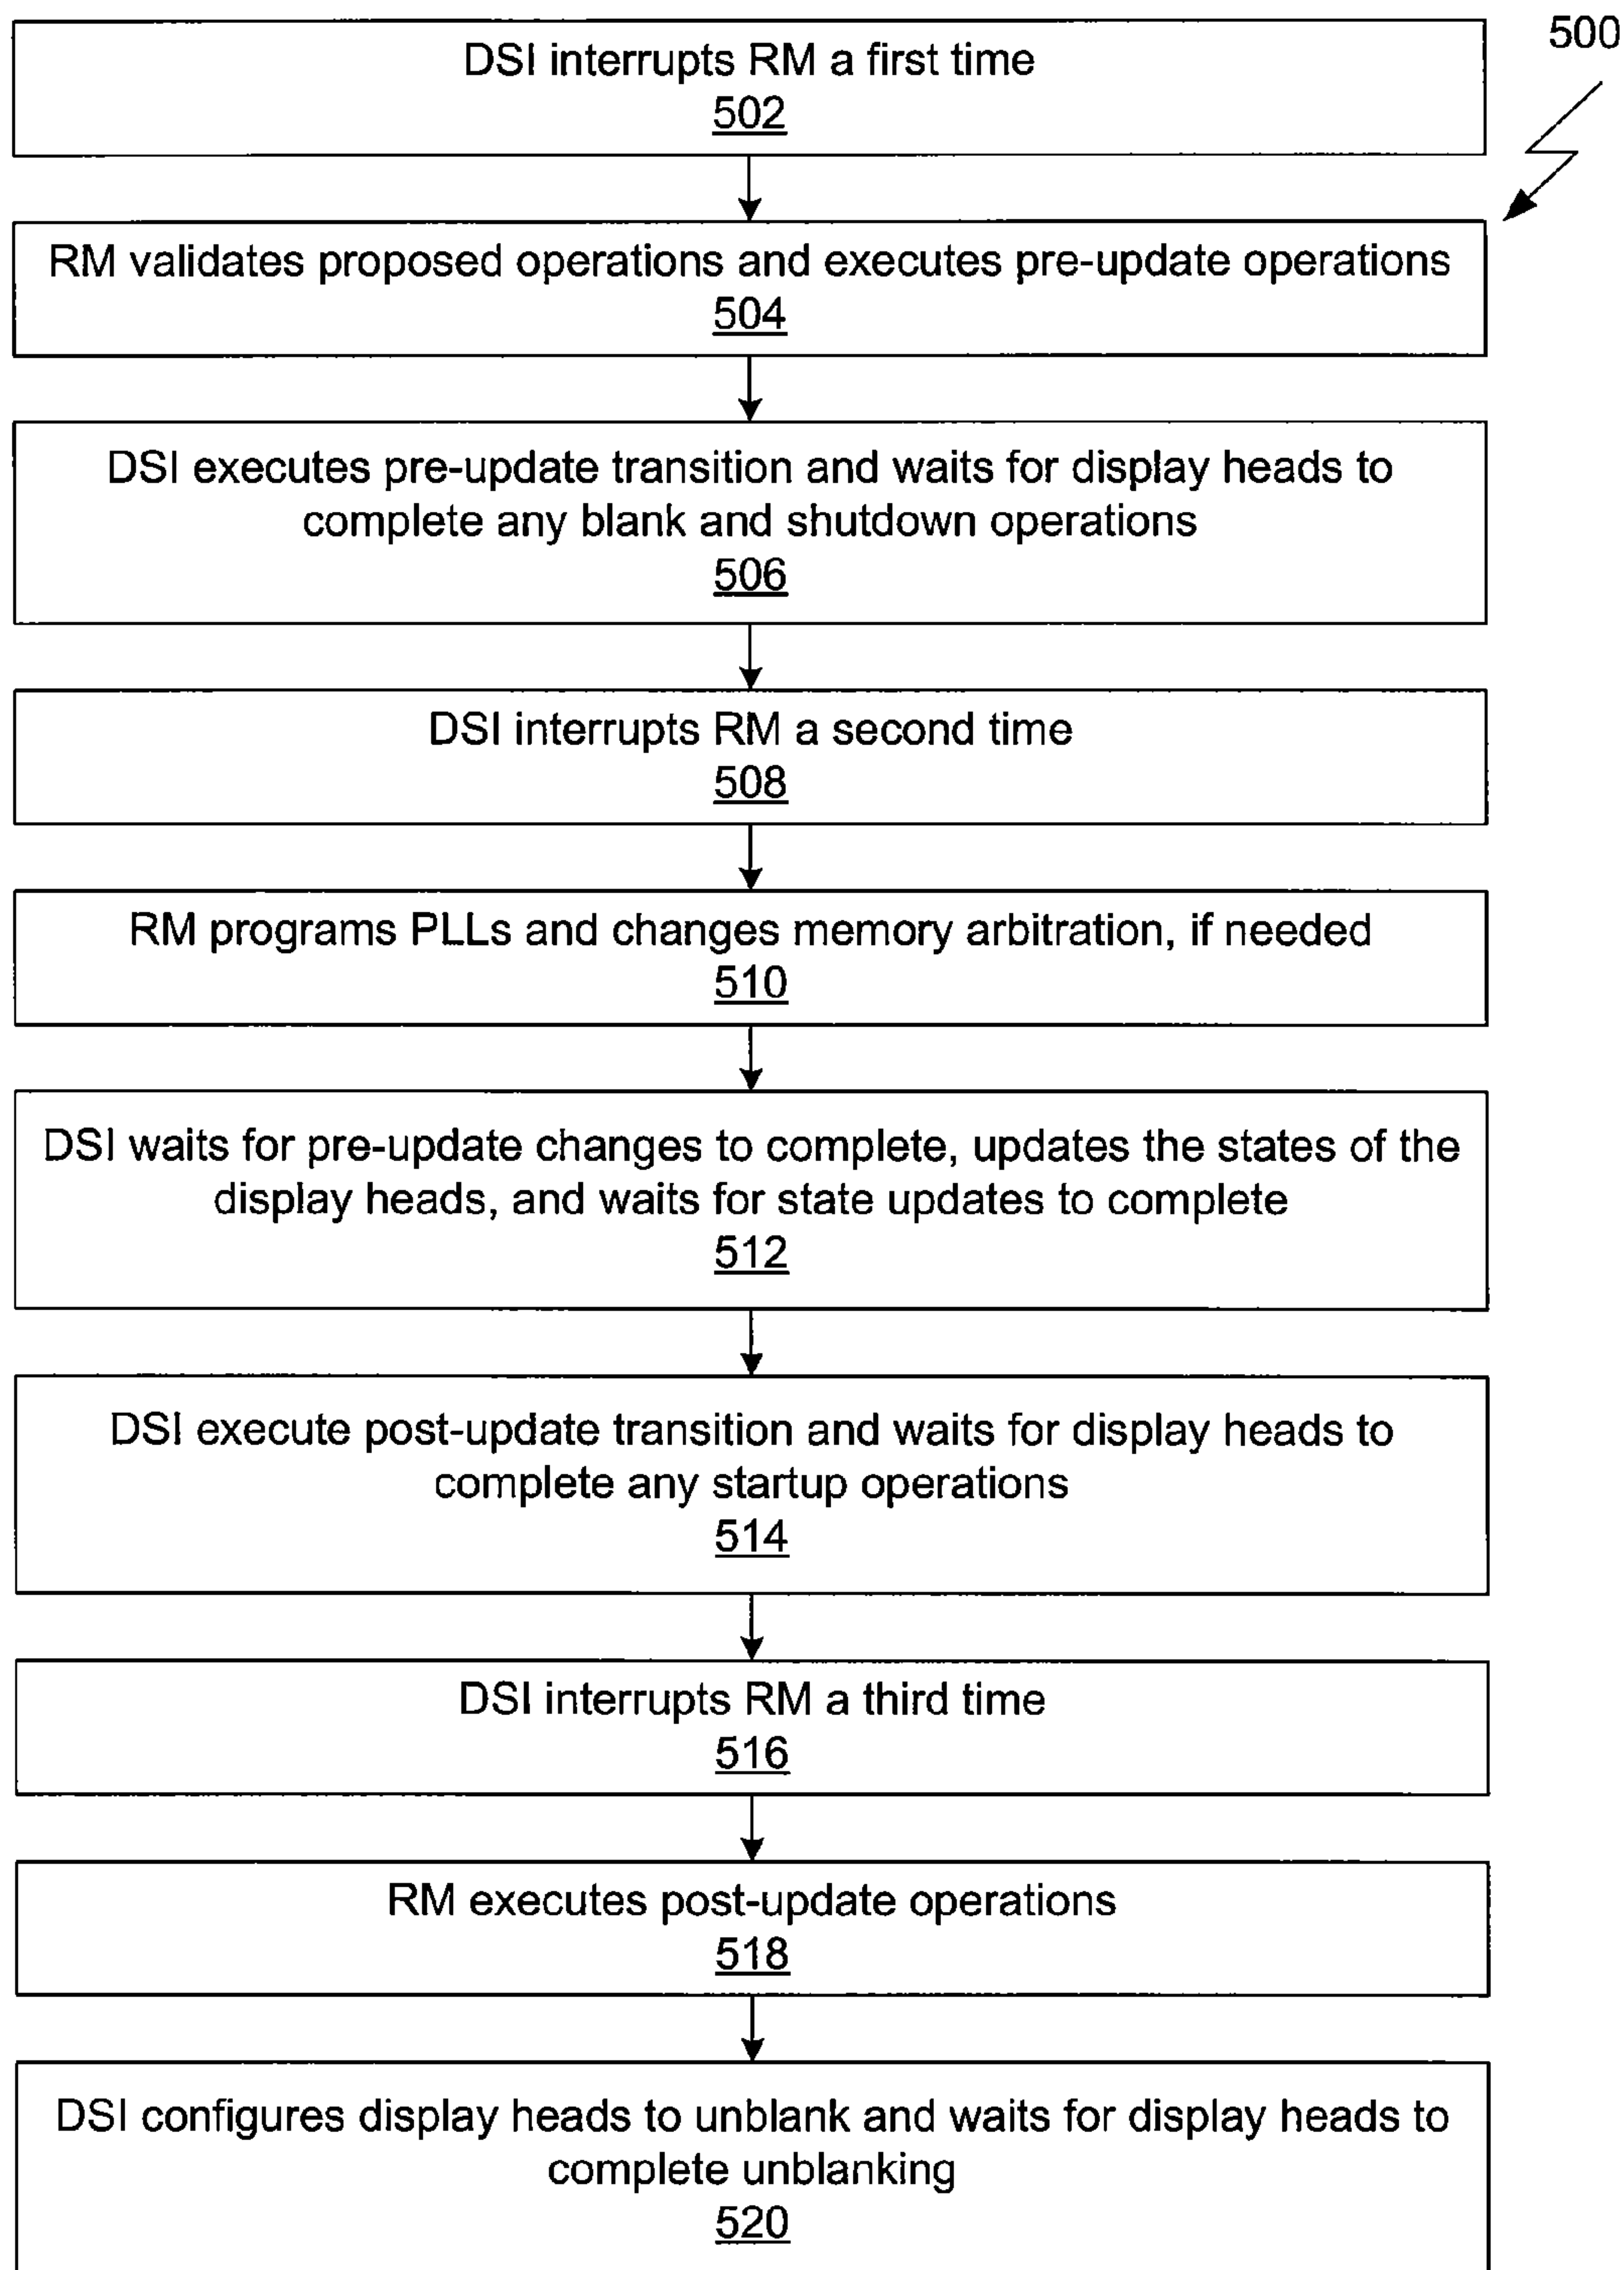 500
DSI interrupts RM a first time
502
RM validates proposed operations and executes pre-update operations
504
DSI executes pre-update transition and waits for display heads to
complete any blank and shutdown operations
506
DSI interrupts RM a second time
508
RM programs PLLs and changes memory arbitration, if needed
510
DSI waits for pre-update changes to complete, updates the states of the
display heads, and waits for state updates to complete
512
DSI execute post-update transition and waits for display heads to
complete any startup operations
514
DSI interrupts RM a third time
516
RM executes post-update operations
518
DSI configures display heads to unblank and waits for display heads to
complete unblanking
520